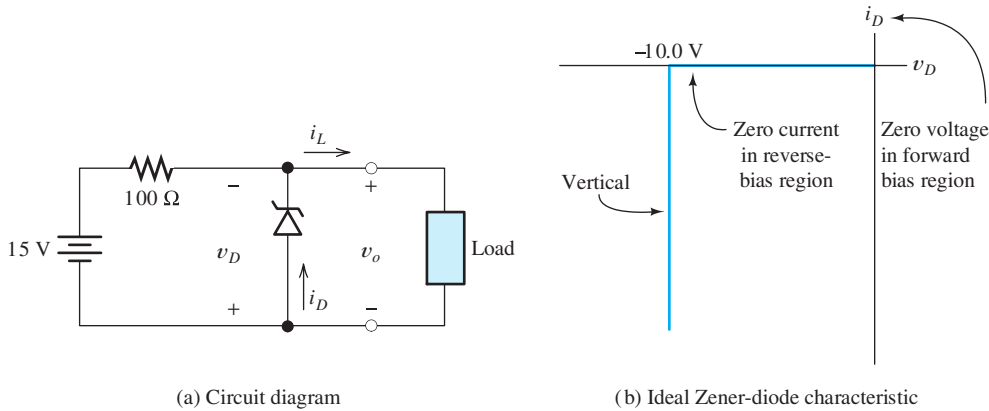 i_L
100 Ω
–
+
15 V
v_D
v_o
Load
i_D
+
–
(a) Circuit diagram
i_D
–10.0 V
v_D
Zero current
in reverse-
bias region
Zero voltage
in forward
bias region
Vertical
(b) Ideal Zener-diode characteristic